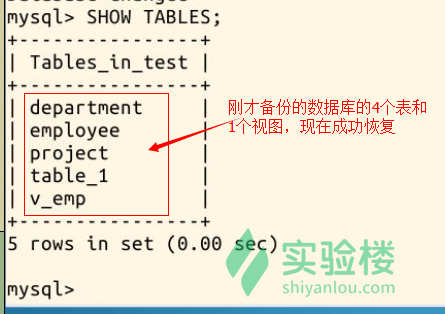 mysql> SHOW TABLES;
+----------------+
| Tables_in_test |
+----------------+
| department     |
| employee       |
| project        |
| table_1        |
| v_emp          |
+----------------+
5 rows in set (0.00 sec)
mysql>
刚才备份的数据库的4个表和
1个视图，现在成功恢复
实验楼
shiyanlou.com